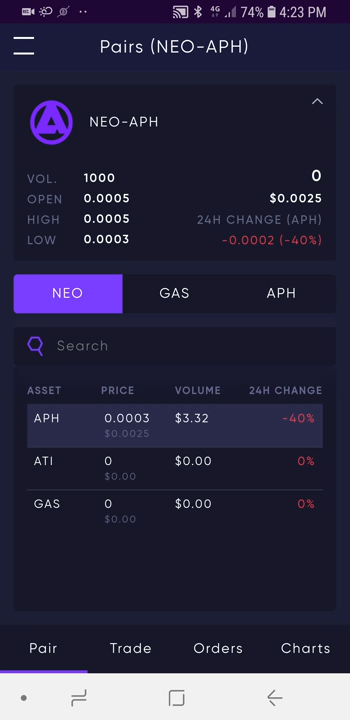 4G 74% 4:23 PM
Pairs (NEO-APH)
NEO-APH
VOL. 1000 0
OPEN 0.0005 $0.0025
HIGH 0.0005 24H CHANGE (APH)
LOW 0.0003 -0.0002 (-40%)
NEO GAS APH
Search
ASSET PRICE VOLUME 24H CHANGE
APH 0.0003 $3.32 -40%
$0.0025
ATI 0 $0.00 0%
$0.00
GAS 0 $0.00 0%
$0.00
Pair Trade Orders Charts